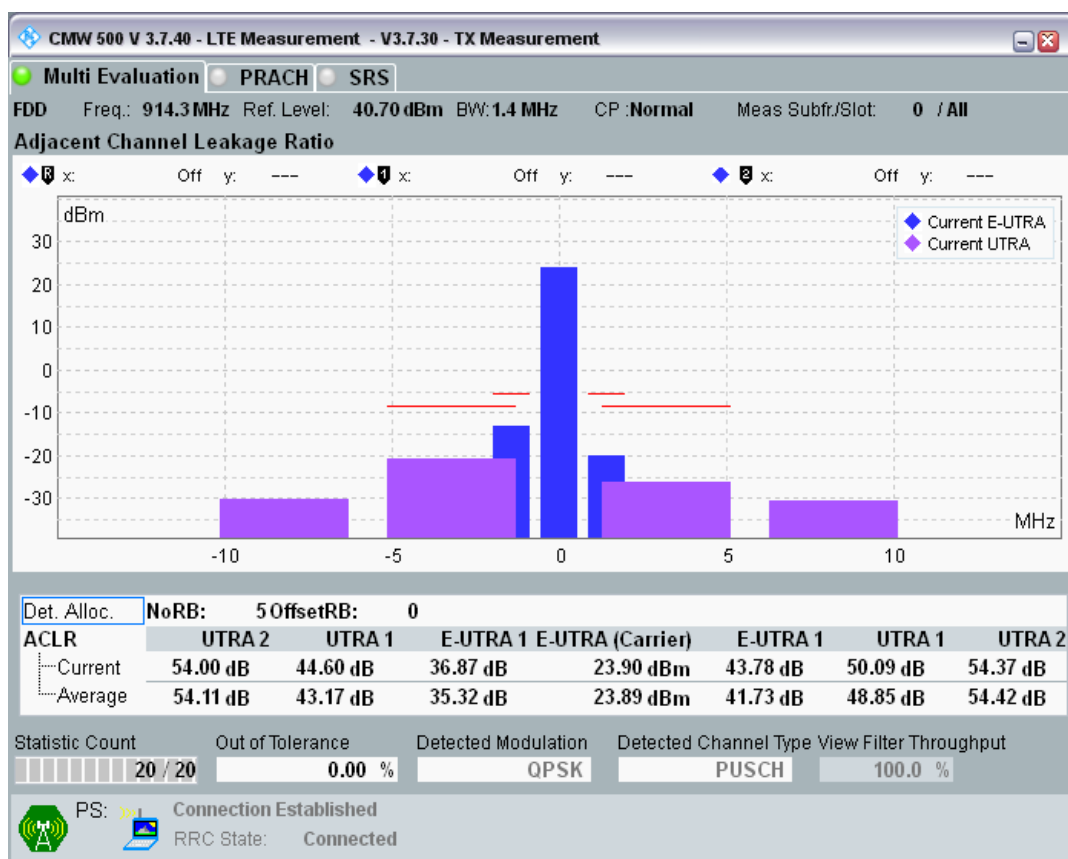 CMW 500 V 3.7.40 - LTE Measurement - V3.7.30 - TX Measurement
Multi Evaluation PRACH SRS
FDD Freq.: 914.3 MHz Ref. Level: 40.70 dBm BW: 1.4 MHz CP :Normal Meas Subfr./Slot: 0 / All
Adjacent Channel Leakage Ratio
R x: Off y: --- 1 x: Off y: --- 2 x: Off y: ---
dBm
Current E-UTRA
Current UTRA
30
20
10
0
-10
-20
-30
MHz
-10 -5 0 5 10
Det. Alloc. NoRB: 5 OffsetRB: 0
ACLR UTRA 2 UTRA 1 E-UTRA 1 E-UTRA (Carrier) E-UTRA 1 UTRA 1 UTRA 2
Current 54.00 dB 44.60 dB 36.87 dB 23.90 dBm 43.78 dB 50.09 dB 54.37 dB
Average 54.11 dB 43.17 dB 35.32 dB 23.89 dBm 41.73 dB 48.85 dB 54.42 dB
Statistic Count Out of Tolerance Detected Modulation Detected Channel Type View Filter Throughput
20 / 20 0.00 % QPSK PUSCH 100.0 %
PS: Connection Established
RRC State: Connected